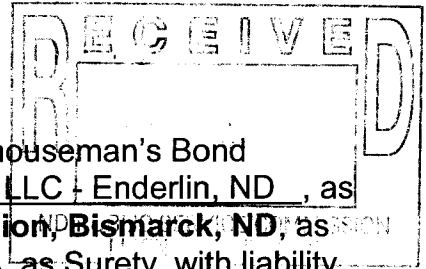 RECEIVED
houseman's Bond
LLC - Enderlin, ND , as
ion, Bismarck, ND, as
, as Surety, with liability